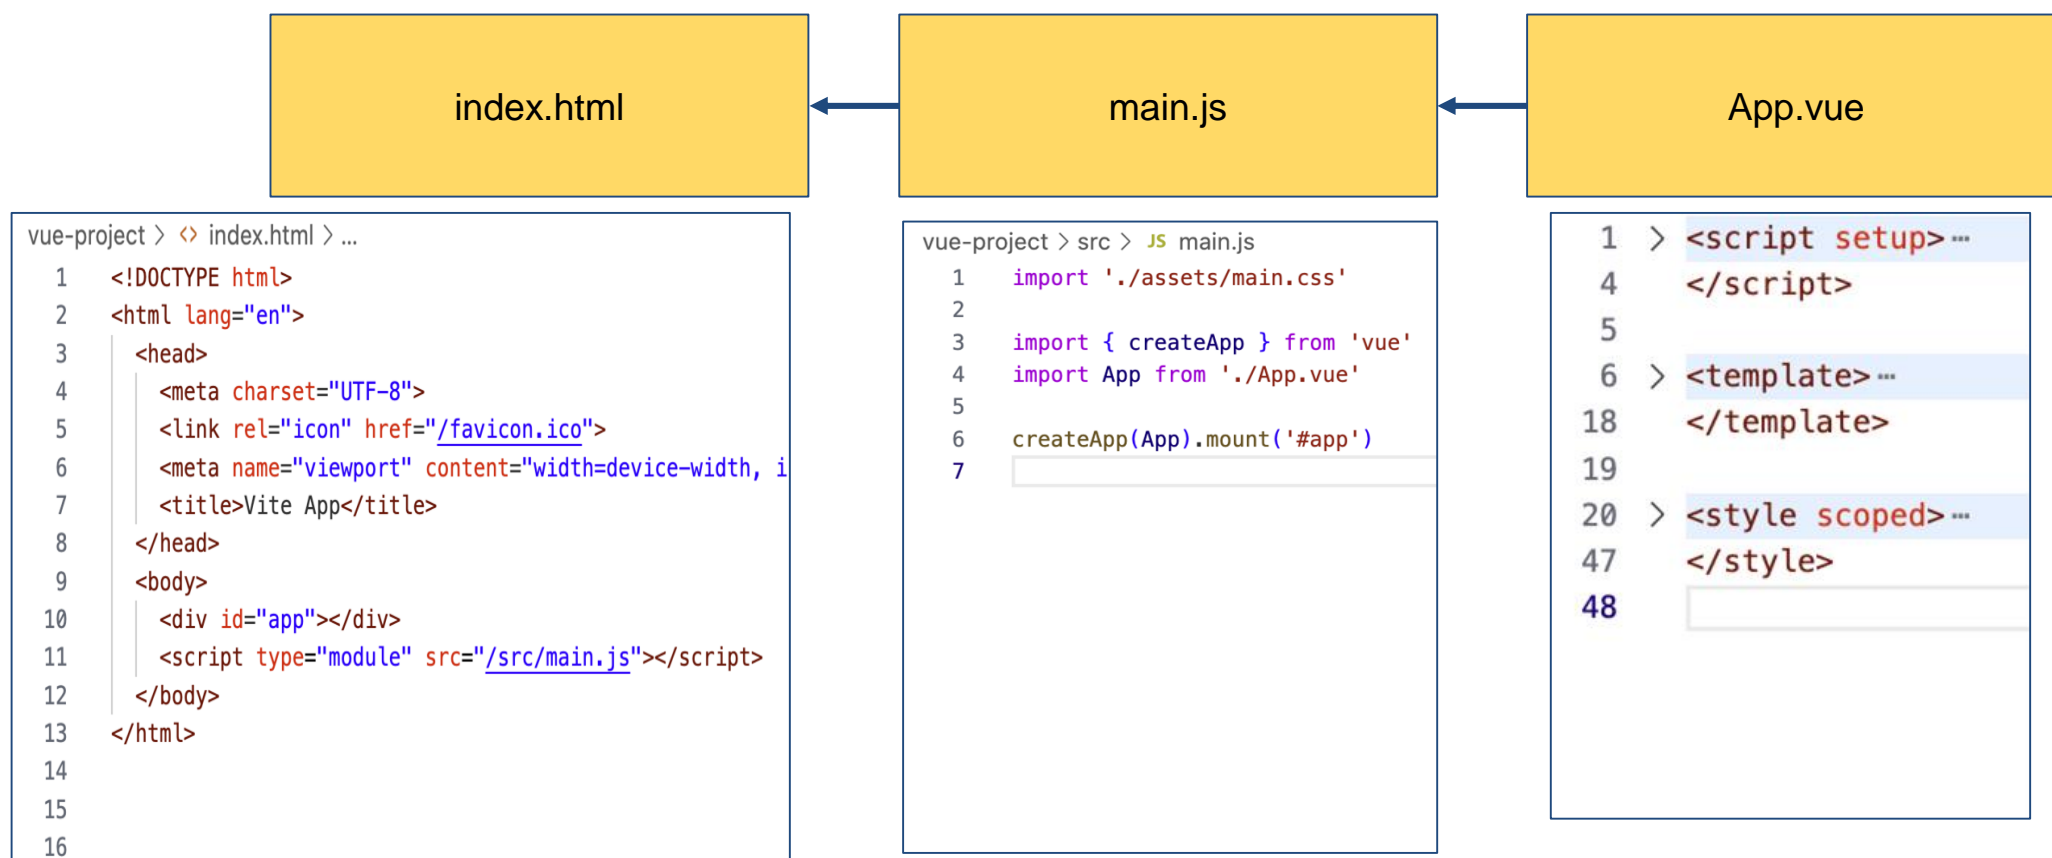 index.html
main.js
App.vue
vue-project > <> index.html > ...
1 <!DOCTYPE html>
2 <html lang="en">
3 <head>
4 <meta charset="UTF-8">
5 <link rel="icon" href="/favicon.ico">
6 <meta name="viewport" content="width=device-width, i
7 <title>Vite App</title>
8 </head>
9 <body>
10 <div id="app"></div>
11 <script type="module" src="/src/main.js"></script>
12 </body>
13 </html>
14
15
16
vue-project > src > JS main.js
1 import './assets/main.css'
2
3 import { createApp } from 'vue'
4 import App from './App.vue'
5
6 createApp(App).mount('#app')
7
1 > <script setup>…
4 </script>
5
6 > <template>…
18 </template>
19
20 > <style scoped>…
47 </style>
48